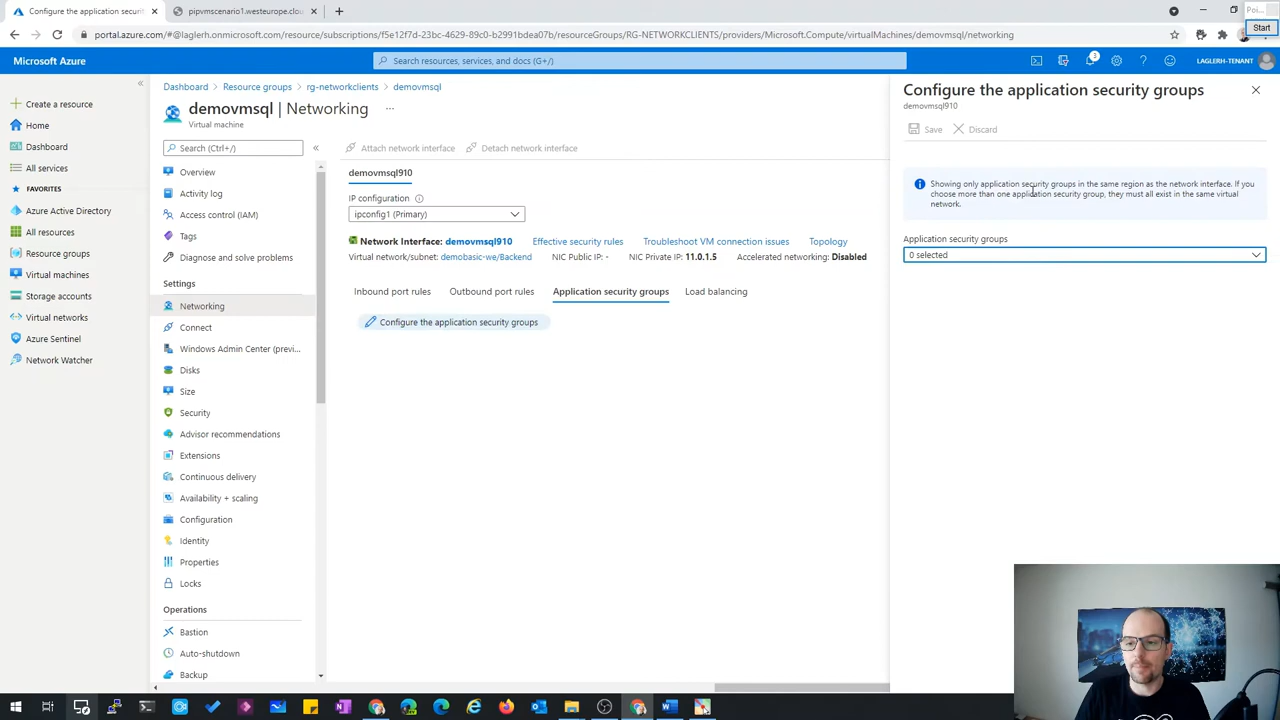 Configure the application securit
pipvmscenario1.westeurope.clou
Poi...
Start
portal.azure.com/#@laglerh.onmicrosoft.com/resource/subscriptions/f5e12f7d-23bc-4629-89c0-b2991bdea67d/resourceGroups/RG-NETWORKCLIENTS/providers/Microsoft.Compute/virtualMachines/demovmsql/networking
Microsoft Azure
Search resources, services, and docs (G+/)
3
LAGLERH-TENANT
Create a resource
Home
Dashboard
All services
FAVORITES
Azure Active Directory
All resources
Resource groups
Virtual machines
Storage accounts
Virtual networks
Azure Sentinel
Network Watcher
Dashboard > Resource groups > rg-networkclients > demovmsql
demovmsql | Networking ...
Virtual machine
Search (Ctrl+/)
Overview
Activity log
Access control (IAM)
Tags
Diagnose and solve problems
Settings
Networking
Connect
Windows Admin Center (previ...
Disks
Size
Security
Advisor recommendations
Extensions
Continuous delivery
Availability + scaling
Configuration
Identity
Properties
Locks
Operations
Bastion
Auto-shutdown
Backup
Attach network interface
Detach network interface
demovmsql910
IP configuration
ipconfig1 (Primary)
Network Interface: demovmsql910
Effective security rules
Troubleshoot VM connection issues
Topology
Virtual network/subnet: demobasic-we/Backend
NIC Public IP: -
NIC Private IP: 11.0.1.5
Accelerated networking: Disabled
Inbound port rules
Outbound port rules
Application security groups
Load balancing
Configure the application security groups
Configure the application security groups
demovmsql910
Save
Discard
Showing only application security groups in the same region as the network interface. If you
choose more than one application security group, they must all exist in the same virtual
network.
Application security groups
0 selected